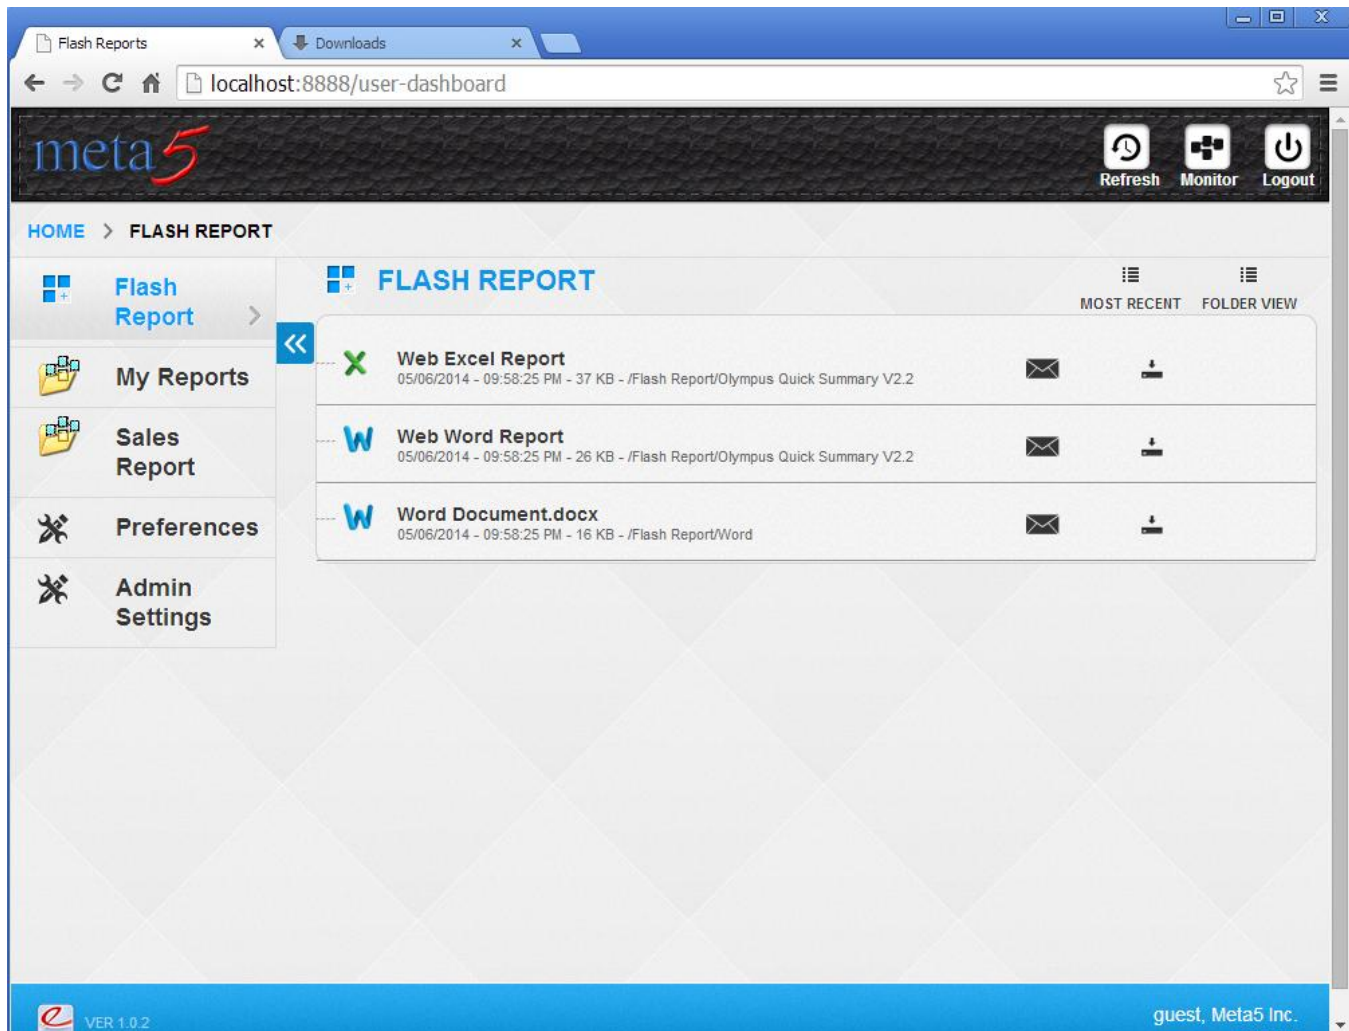 Flash Reports
Downloads
localhost:8888/user-dashboard
meta5
Refresh
Monitor
Logout
HOME > FLASH REPORT
Flash
Report
My Reports
Sales
Report
Preferences
Admin
Settings
FLASH REPORT
MOST RECENT
FOLDER VIEW
Web Excel Report
05/06/2014 - 09:58:25 PM - 37 KB - /Flash Report/Olympus Quick Summary V2.2
Web Word Report
05/06/2014 - 09:58:25 PM - 26 KB - /Flash Report/Olympus Quick Summary V2.2
Word Document.docx
05/06/2014 - 09:58:25 PM - 16 KB - /Flash Report/Word
VER 1.0.2
guest, Meta5 Inc.